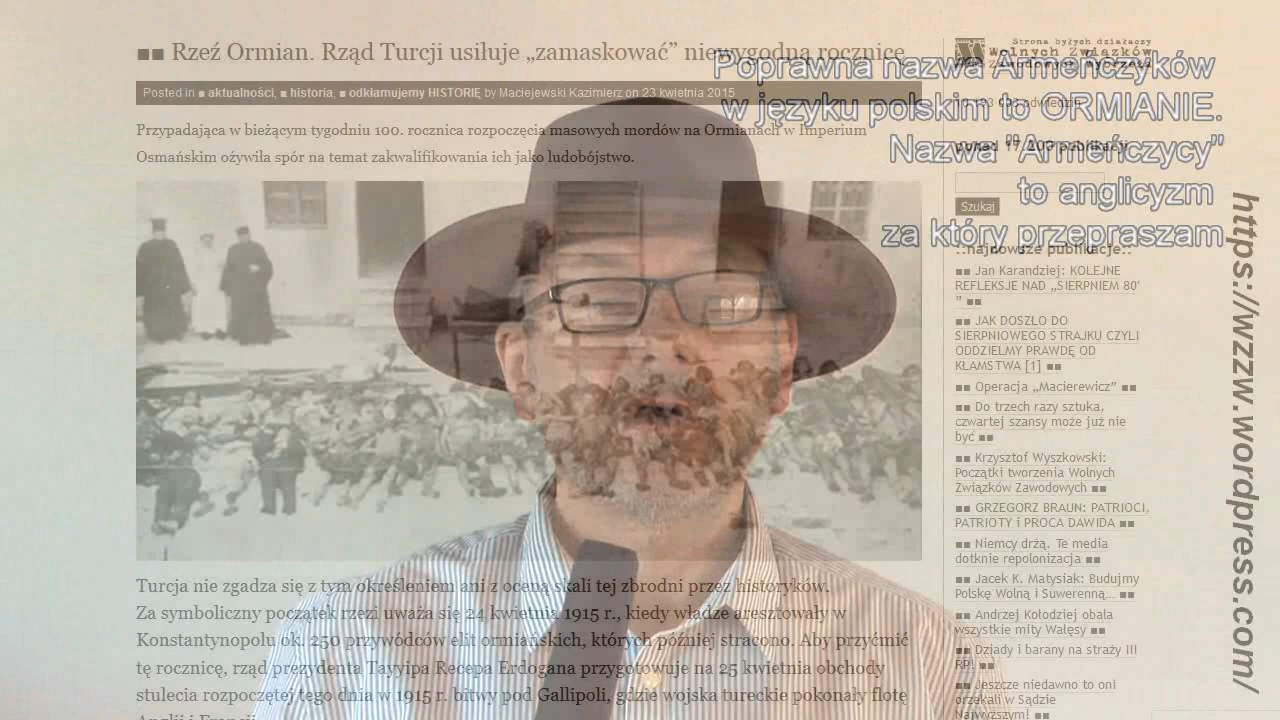 ■■ Rzeź Ormian. Rząd Turcji usiłuje „zamaskować” niewygodną rocznicę
Posted in ■ aktualności, ■ historia, ■ odkłamujemy HISTORIĘ by Maciejewski Kazimierz on 23 kwietnia 2015
Przypadająca w bieżącym tygodniu 100. rocznica rozpoczęcia masowych mordów na Ormianach w Imperium
Osmańskim ożywiła spór na temat zakwalifikowania ich jako ludobójstwo.
Turcja nie zgadza się z tym określeniem ani z oceną skali tej zbrodni przez historyków.
Za symboliczny początek rzezi uważa się 24 kwietnia 1915 r., kiedy władze aresztowały w
Konstantynopolu ok. 250 przywódców elit ormiańskich, których później stracono. Aby przyćmić
tę rocznicę, rząd prezydenta Tayyipa Recepa Erdogana przygotowuje na 25 kwietnia obchody
stulecia rozpoczętej tego dnia w 1915 r. bitwy pod Gallipoli, gdzie wojska tureckie pokonały flotę
Anglii i Francji
Poprawna nazwa Armeńczyków
w języku polskim to ORMIANIE.
Nazwa "Armeńczycy"
to anglicyzm
za który przepraszam
Strona byłych działaczy
Wolnych Związków
Zawodowych Wybrzeża
odwiedzin
ponad 17 200 publikacji
Szukaj
..najnowsze publikacje..
■■ Jan Karandziej: KOLEJNE
REFLEKSJE NAD „SIERPNIEM 80’
” ■■
■■ JAK DOSZŁO DO
SIERPNIOWEGO STRAJKU CZYLI
ODDZIELMY PRAWDĘ OD
KŁAMSTWA [1] ■■
■■ Operacja „Macierewicz” ■■
■■ Do trzech razy sztuka,
czwartej szansy może już nie
być ■■
■■ Krzysztof Wyszkowski:
Początki tworzenia Wolnych
Związków Zawodowych ■■
■■ GRZEGORZ BRAUN: PATRIOCI,
PATRIOTY i PROCA DAWIDA ■■
■■ Niemcy drżą. Te media
dotknie repolonizacja ■■
■■ Jacek K. Matysiak: Budujmy
Polskę Wolną i Suwerenną... ■■
■■ Andrzej Kołodziej obala
wszystkie mity Wałęsy ■■
■■ Dziady i barany na straży III
RP! ■■
■■ Jeszcze niedawno to oni
orzekali w Sądzie
Najwyższym! ■■
https://wzzw.wordpress.com/